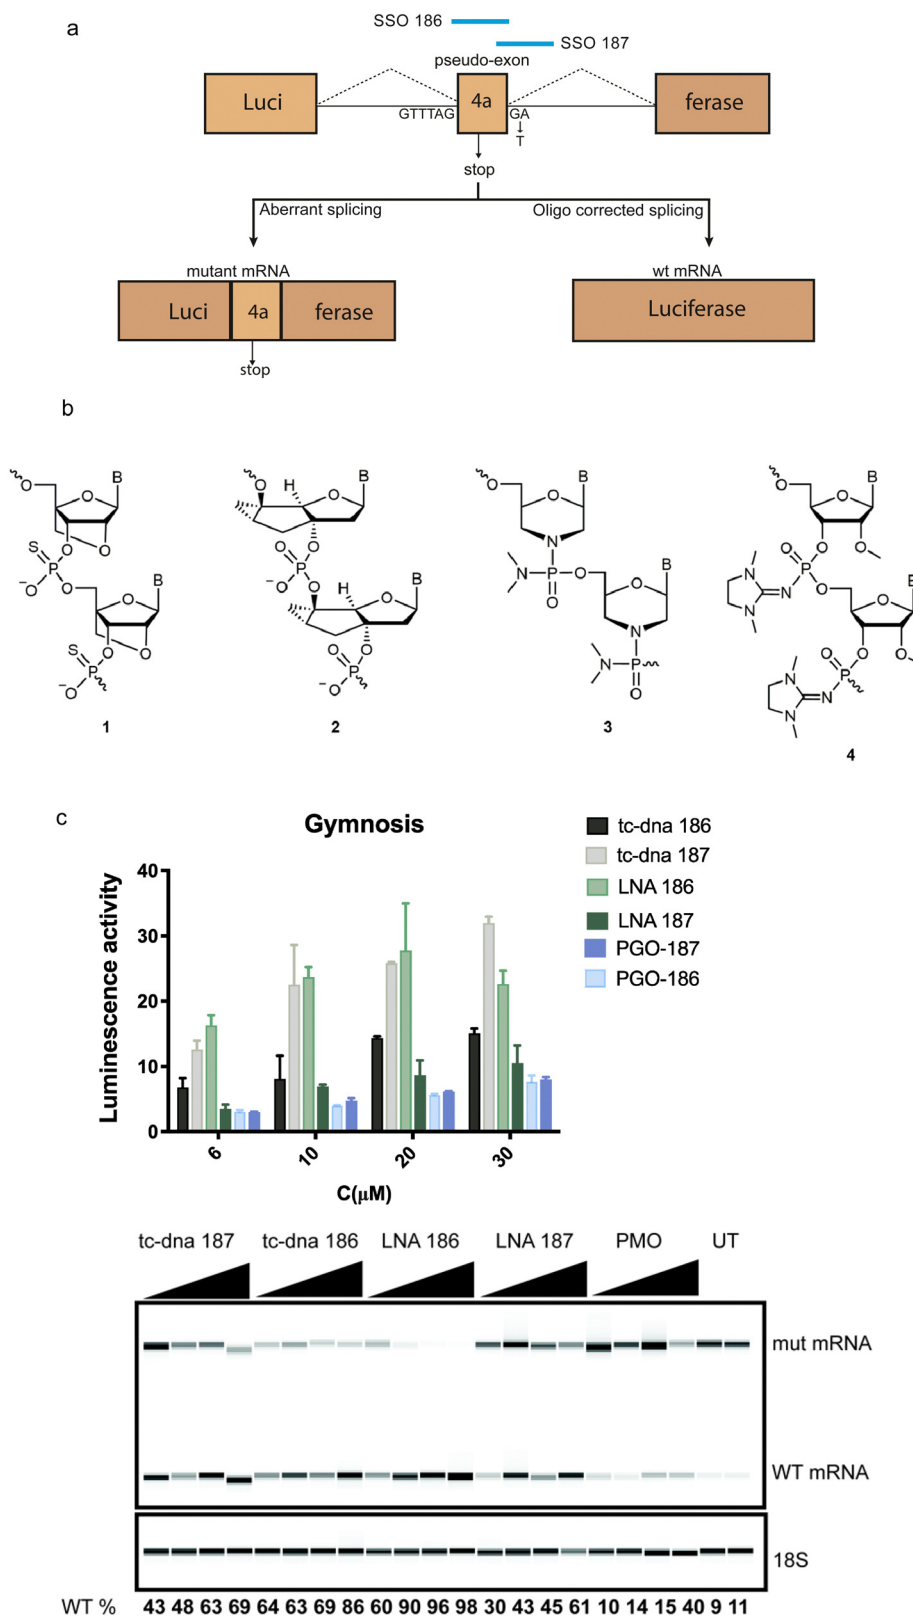 a
SSO 186
SSO 187
pseudo-exon
Luci
4a
ferase
GTTTAG
GA
T
stop
Aberrant splicing
Oligo corrected splicing
mutant mRNA
wt mRNA
Luci
4a
ferase
Luciferase
stop
b
O
O
B
O
O
S
P
−O
O
O
B
O
O
S
P
−O
1
O
H
O
B
O
O
P
−O
O
H
O
B
O
O
P
−O
2
O
O
B
N
N
P
O
O
O
B
N
N
P
O
3
O
O
B
O
O
O
P
O
N
N
N
O
B
O
O
O
P
N
N
N
4
c
Gymnosis
Luminescence activity
40
30
20
10
0
6
10
20
30
C(μM)
tc-dna 186
tc-dna 187
LNA 186
LNA 187
PGO-187
PGO-186
tc-dna 187 tc-dna 186 LNA 186 LNA 187 PMO UT
mut mRNA
WT mRNA
18S
WT % 43 48 63 69 64 63 69 86 60 90 96 98 30 43 45 61 10 14 15 40 9 11